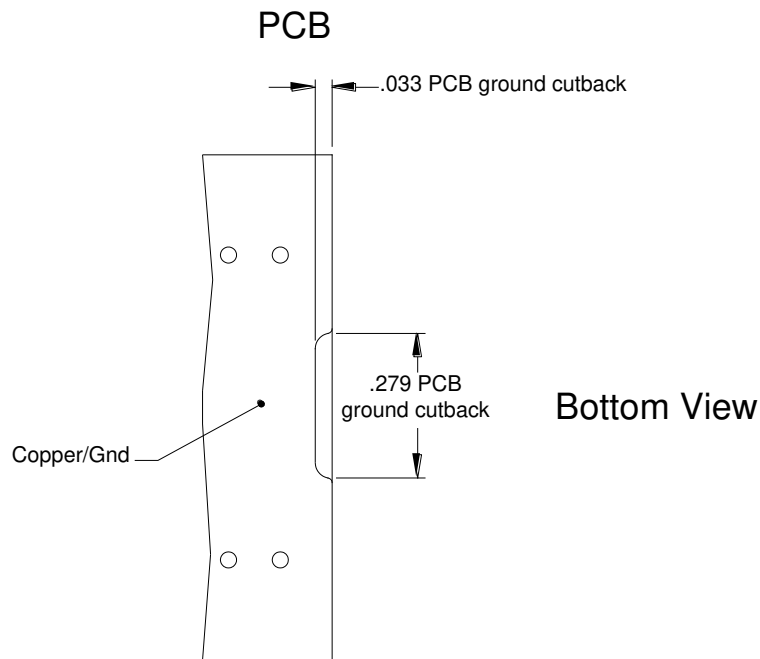 PCB
.033 PCB ground cutback
.279 PCB
ground cutback
Bottom View
Copper/Gnd